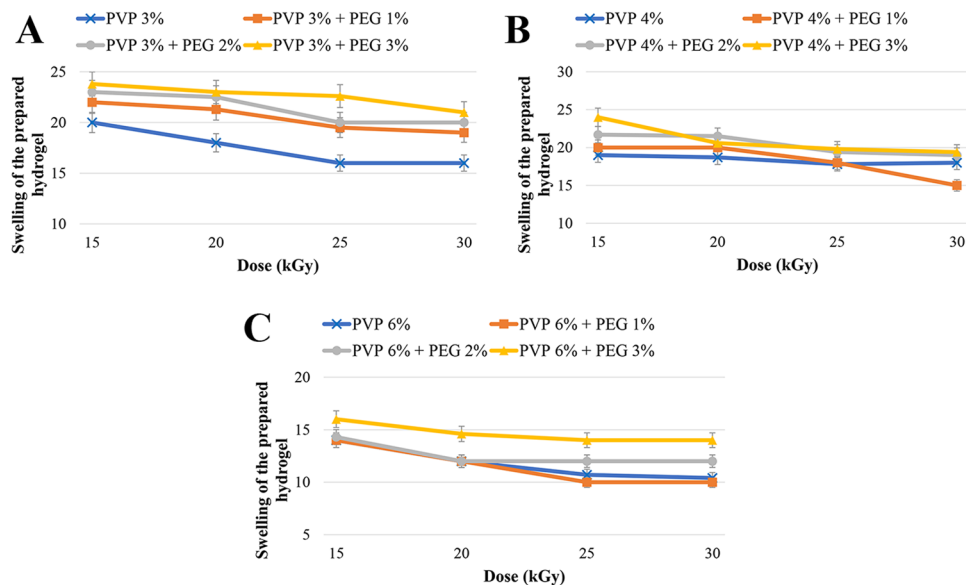 A
PVP 3%
PVP 3% + PEG 1%
PVP 3% + PEG 2%
PVP 3% + PEG 3%
Swelling of the prepared
hydrogel
25
20
15
10
15 20 25 30
Dose (kGy)
B
PVP 4%
PVP 4% + PEG 1%
PVP 4% + PEG 2%
PVP 4% + PEG 3%
Swelling of the prepared
hydrogel
30
25
20
15
10
15 20 25 30
Dose (kGy)
C
PVP 6%
PVP 6% + PEG 1%
PVP 6% + PEG 2%
PVP 6% + PEG 3%
Swelling of the prepared
hydrogel
20
15
10
5
15 20 25 30
Dose (kGy)